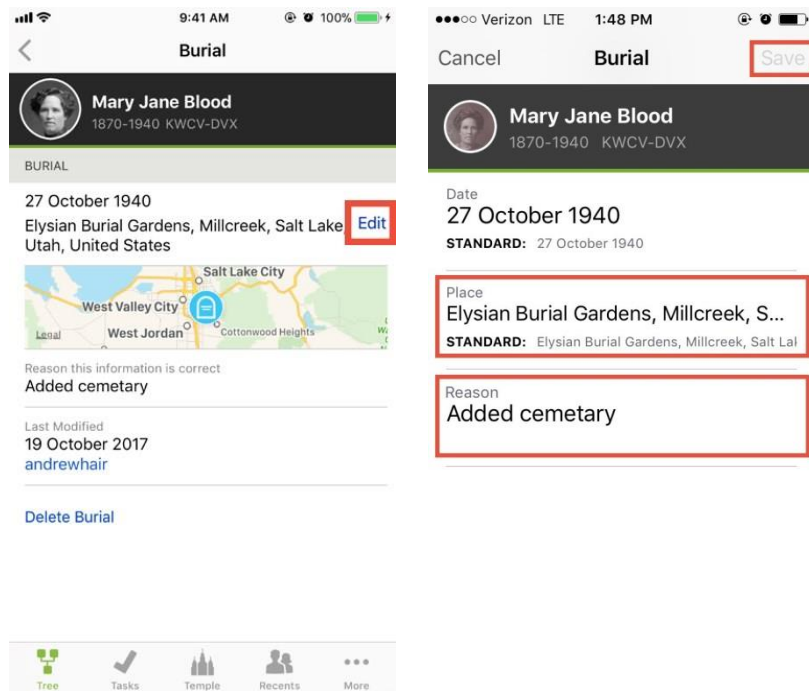 9:41 AM 100%
Burial
Mary Jane Blood
1870-1940 KWCV-DVX
BURIAL
27 October 1940
Elysian Burial Gardens, Millcreek, Salt Lake, Edit
Utah, United States
Salt Lake City
West Valley City
Legal West Jordan Cottonwood Heights
Reason this information is correct
Added cemetary
Last Modified
19 October 2017
andrewhair
Delete Burial
Tree Tasks Temple Recents More
Verizon LTE 1:48 PM
Cancel Burial Save
Mary Jane Blood
1870-1940 KWCV-DVX
Date
27 October 1940
STANDARD: 27 October 1940
Place
Elysian Burial Gardens, Millcreek, S...
STANDARD: Elysian Burial Gardens, Millcreek, Salt Lak
Reason
Added cemetary